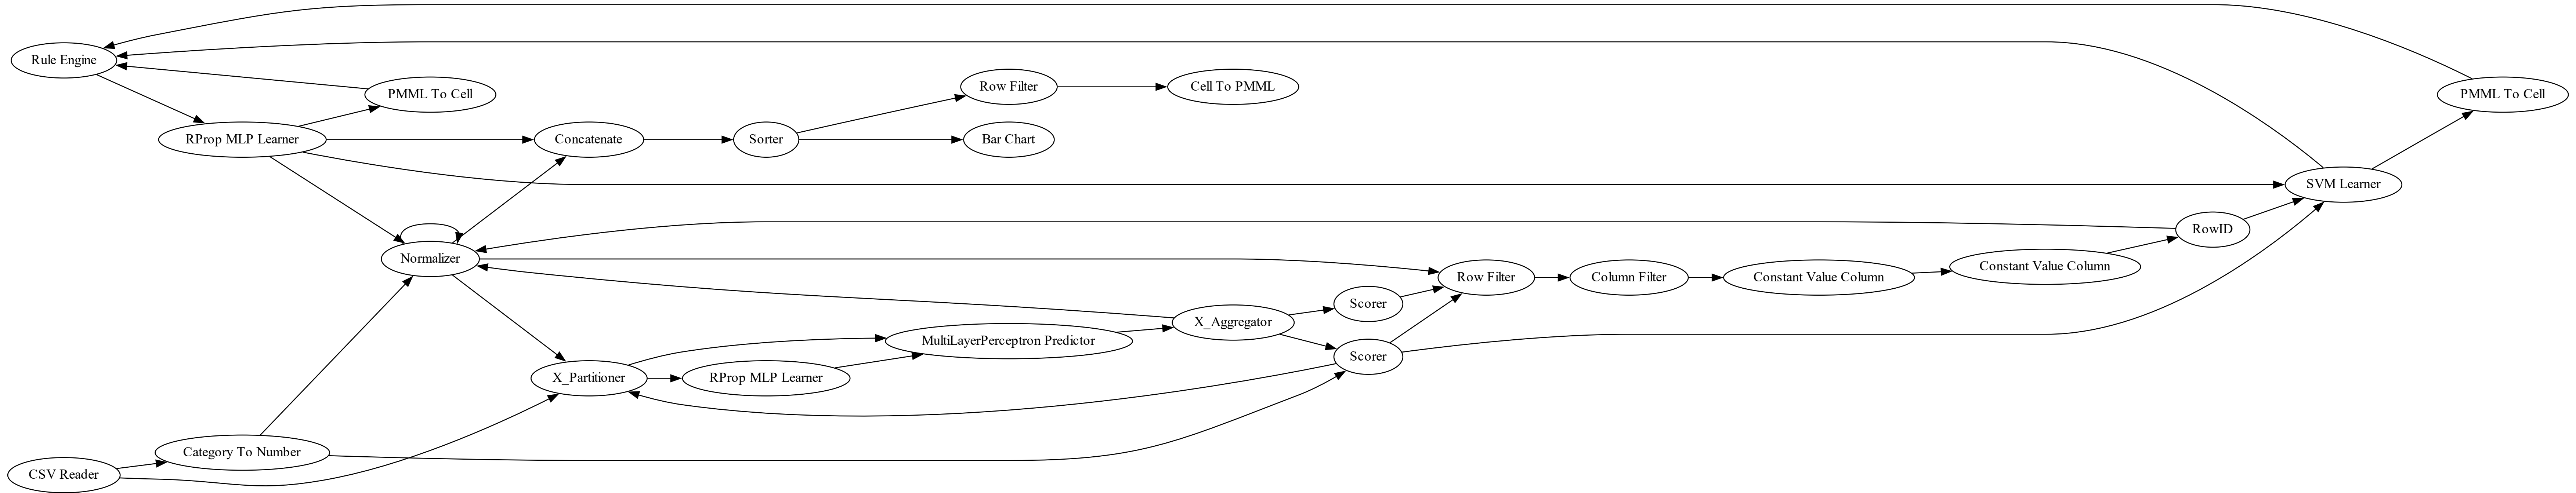 Rule Engine
PMML To Cell
Row Filter
Cell To PMML
PMML To Cell
RProp MLP Learner
Concatenate
Sorter
Bar Chart
SVM Learner
RowID
Normalizer
Row Filter
Column Filter
Constant Value Column
Constant Value Column
Scorer
X_Aggregator
MultiLayerPerceptron Predictor
Scorer
X_Partitioner
RProp MLP Learner
Category To Number
CSV Reader